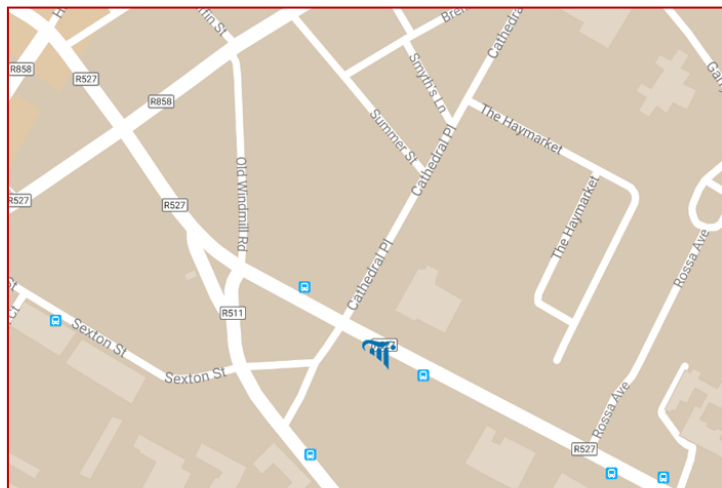 R858
R527
R858
R527
R527
R511
R527
Old Windmill Rd
Summer St
Smyth's Ln
Cathedral Pl
Cathedral Pl
The Haymarket
The Haymarket
Rossa Ave
Rossa Ave
Sexton St
Sexton St